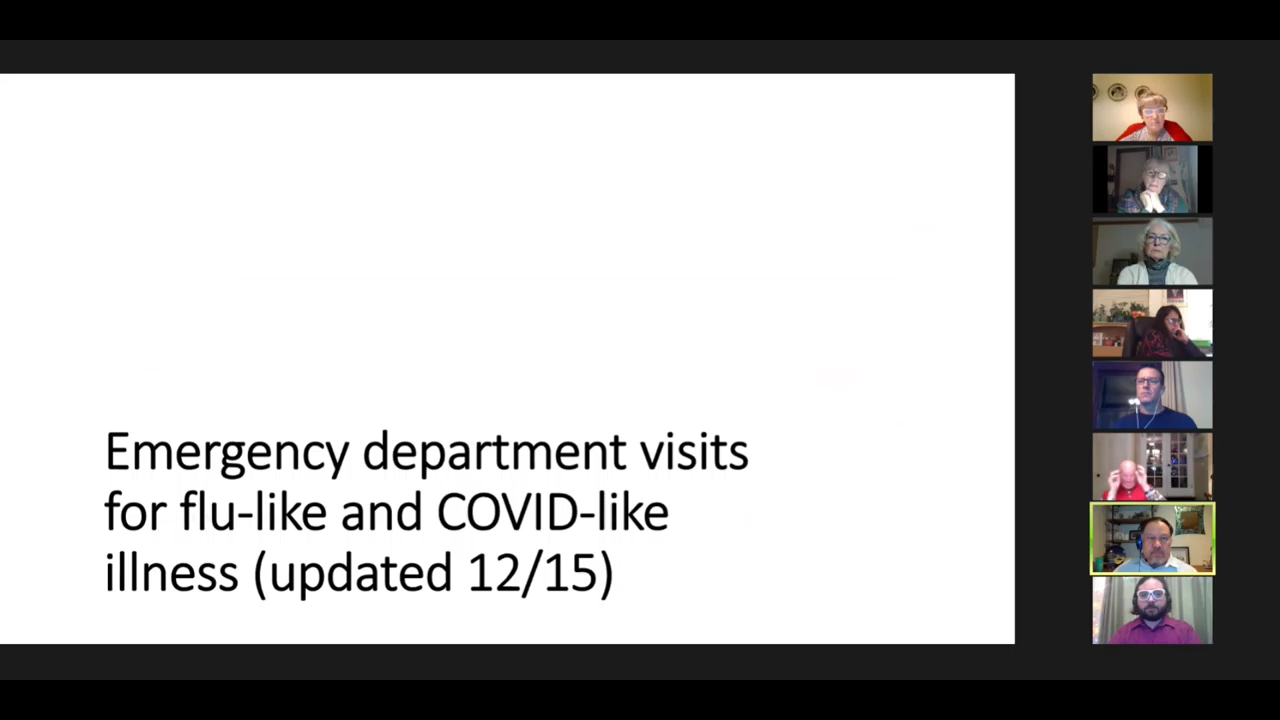 Emergency department visits
for flu-like and COVID-like
illness (updated 12/15)